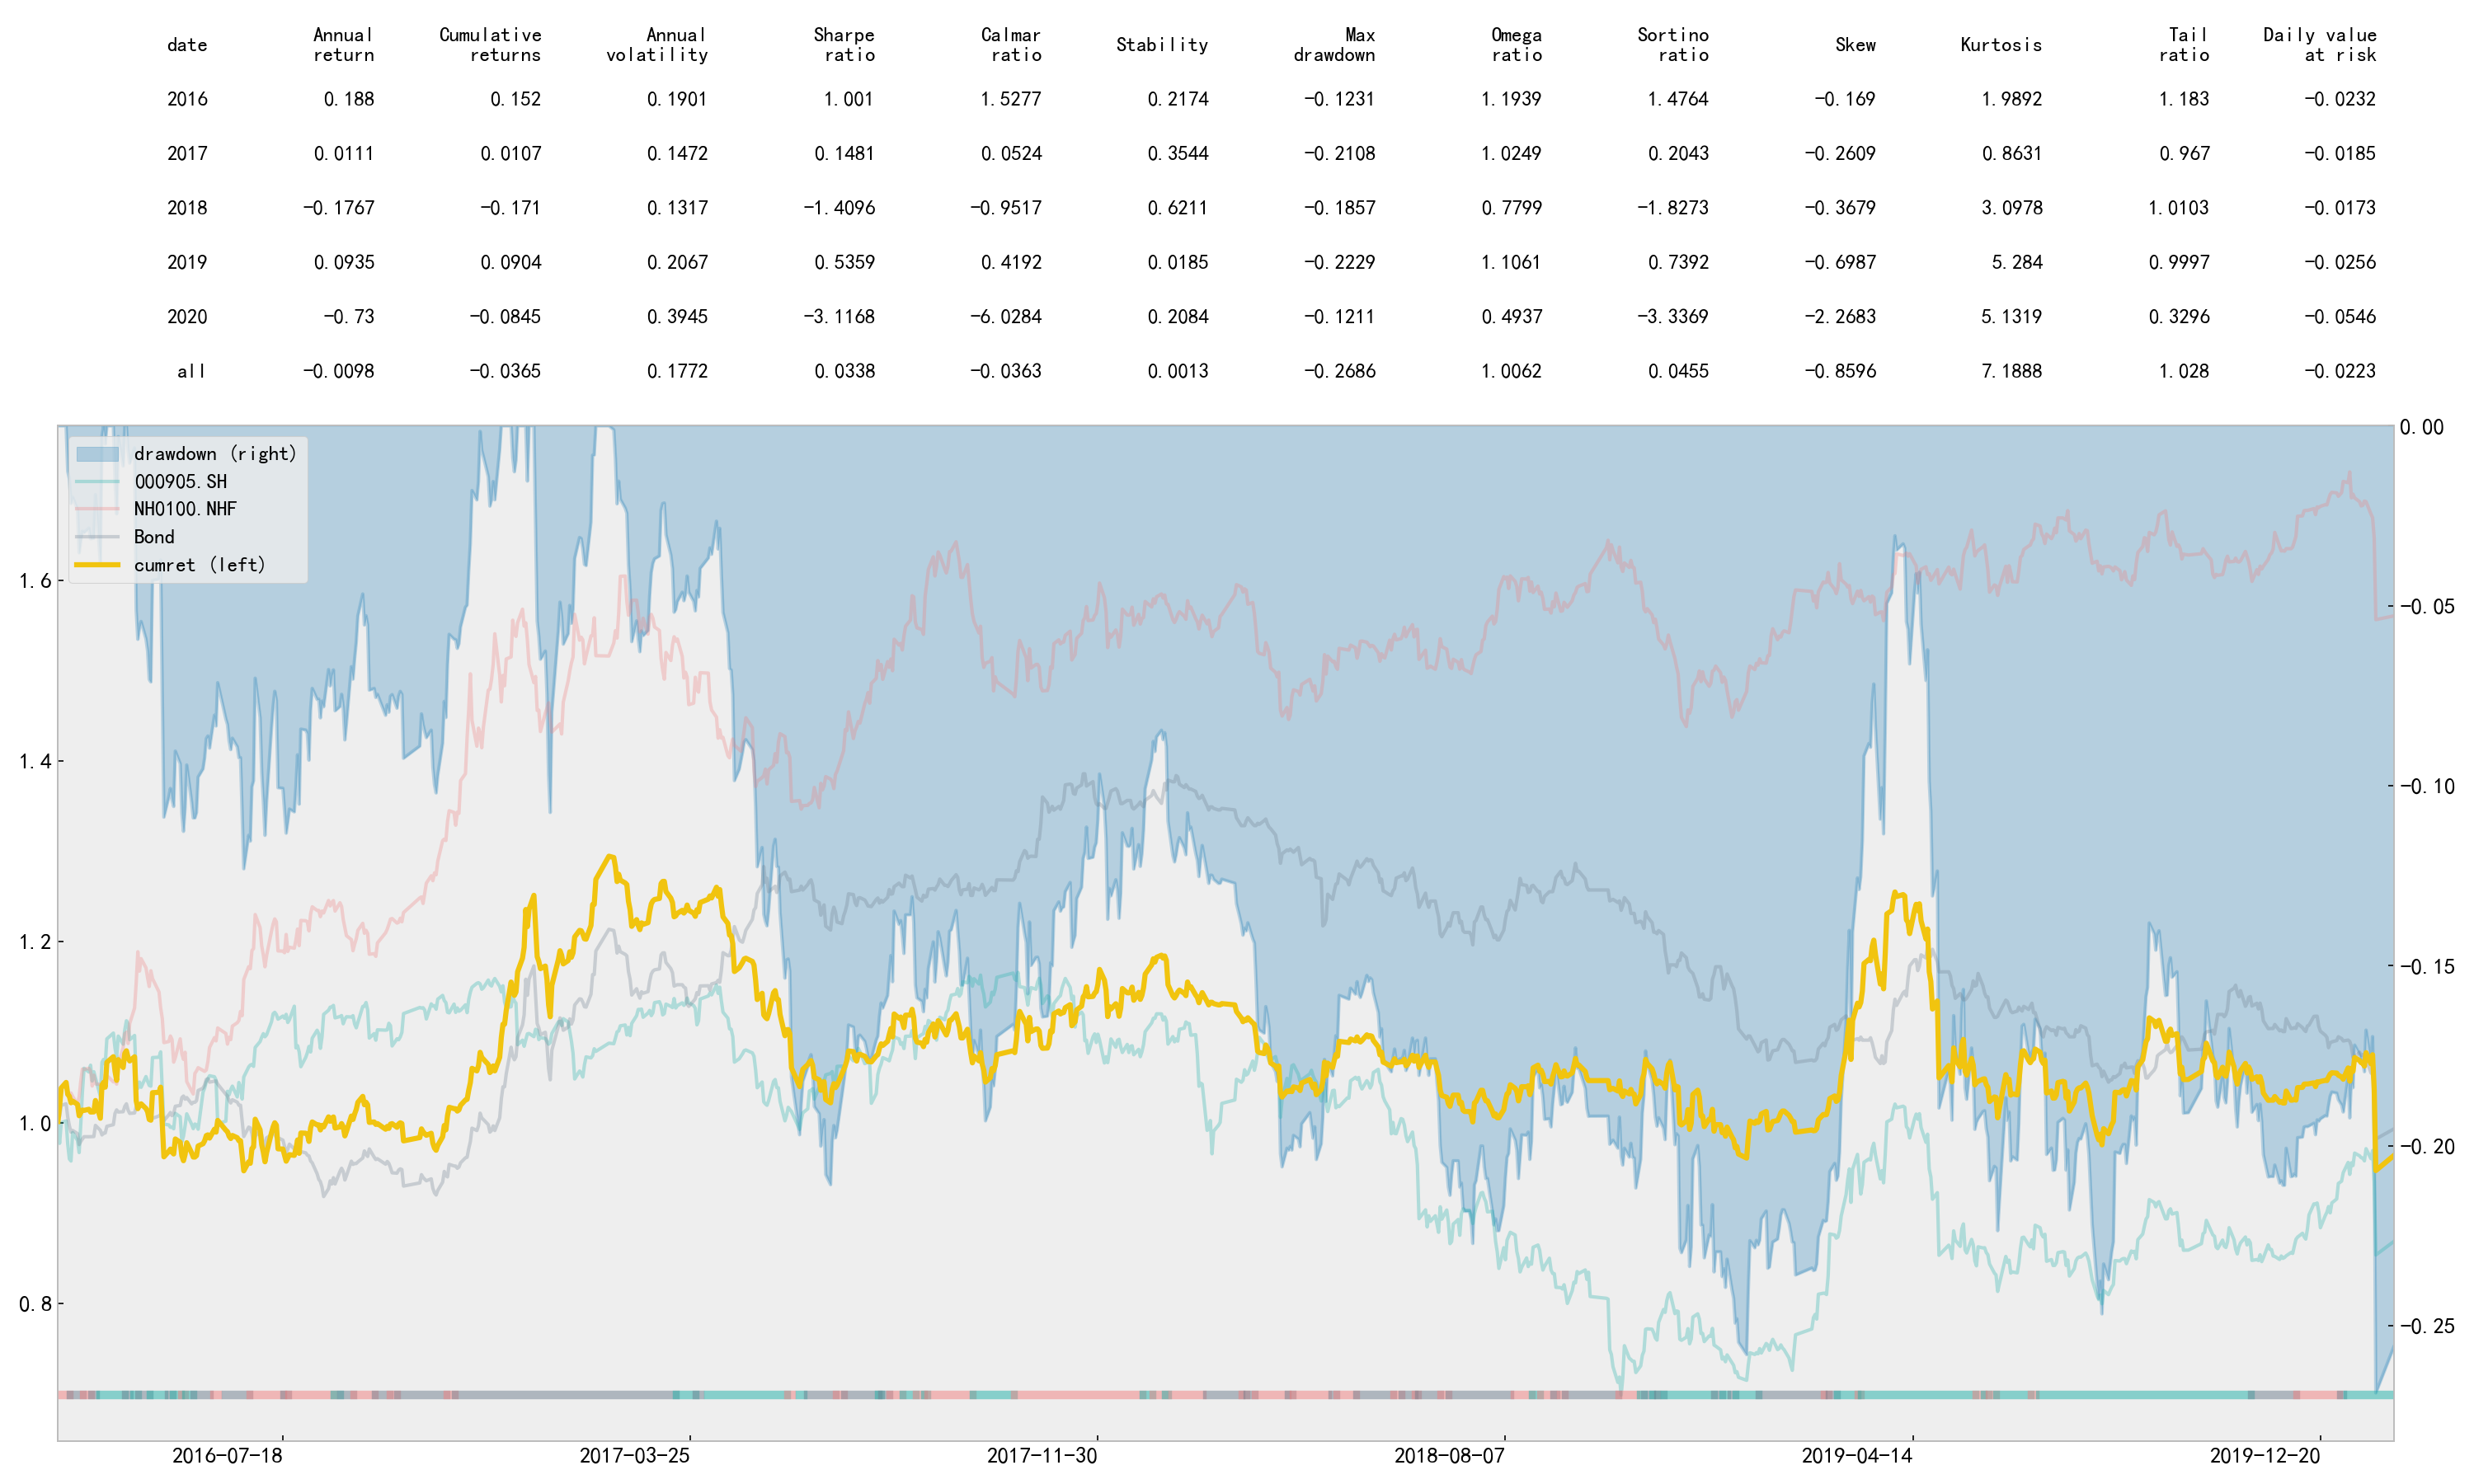 date Annual return Cumulative returns Annual volatility Sharpe ratio Calmar ratio Stability Max drawdown Omega ratio Sortino ratio Skew Kurtosis Tail ratio Daily value at risk
2016 0.188 0.152 0.1901 1.001 1.5277 0.2174 −0.1231 1.1939 1.4764 −0.169 1.9892 1.183 −0.0232
2017 0.0111 0.0107 0.1472 0.1481 0.0524 0.3544 −0.2108 1.0249 0.2043 −0.2609 0.8631 0.967 −0.0185
2018 −0.1767 −0.171 0.1317 −1.4096 −0.9517 0.6211 −0.1857 0.7799 −1.8273 −0.3679 3.0978 1.0103 −0.0173
2019 0.0935 0.0904 0.2067 0.5359 0.4192 0.0185 −0.2229 1.1061 0.7392 −0.6987 5.284 0.9997 −0.0256
2020 −0.73 −0.0845 0.3945 −3.1168 −6.0284 0.2084 −0.1211 0.4937 −3.3369 −2.2683 5.1319 0.3296 −0.0546
all −0.0098 −0.0365 0.1772 0.0338 −0.0363 0.0013 −0.2686 1.0062 0.0455 −0.8596 7.1888 1.028 −0.0223
drawdown (right)
000905.SH
NH0100.NHF
Bond
cumret (left)
1.6
1.4
1.2
1.0
0.8
0.00
−0.05
−0.10
−0.15
−0.20
−0.25
2016-07-18 2017-03-25 2017-11-30 2018-08-07 2019-04-14 2019-12-20